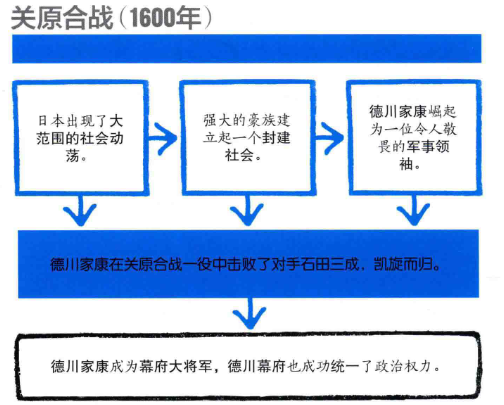 关原合战（1600年）
日本出现了大
范围的社会动
荡。
强大的豪族建
立起一个封建
社会。
德川家康崛起
为一位令人敬
畏的军事领
袖。
德川家康在关原合战一役中击败了对手石田三成，凯旋而归。
德川家康成为幕府大将军，德川幕府也成功统一了政治权力。